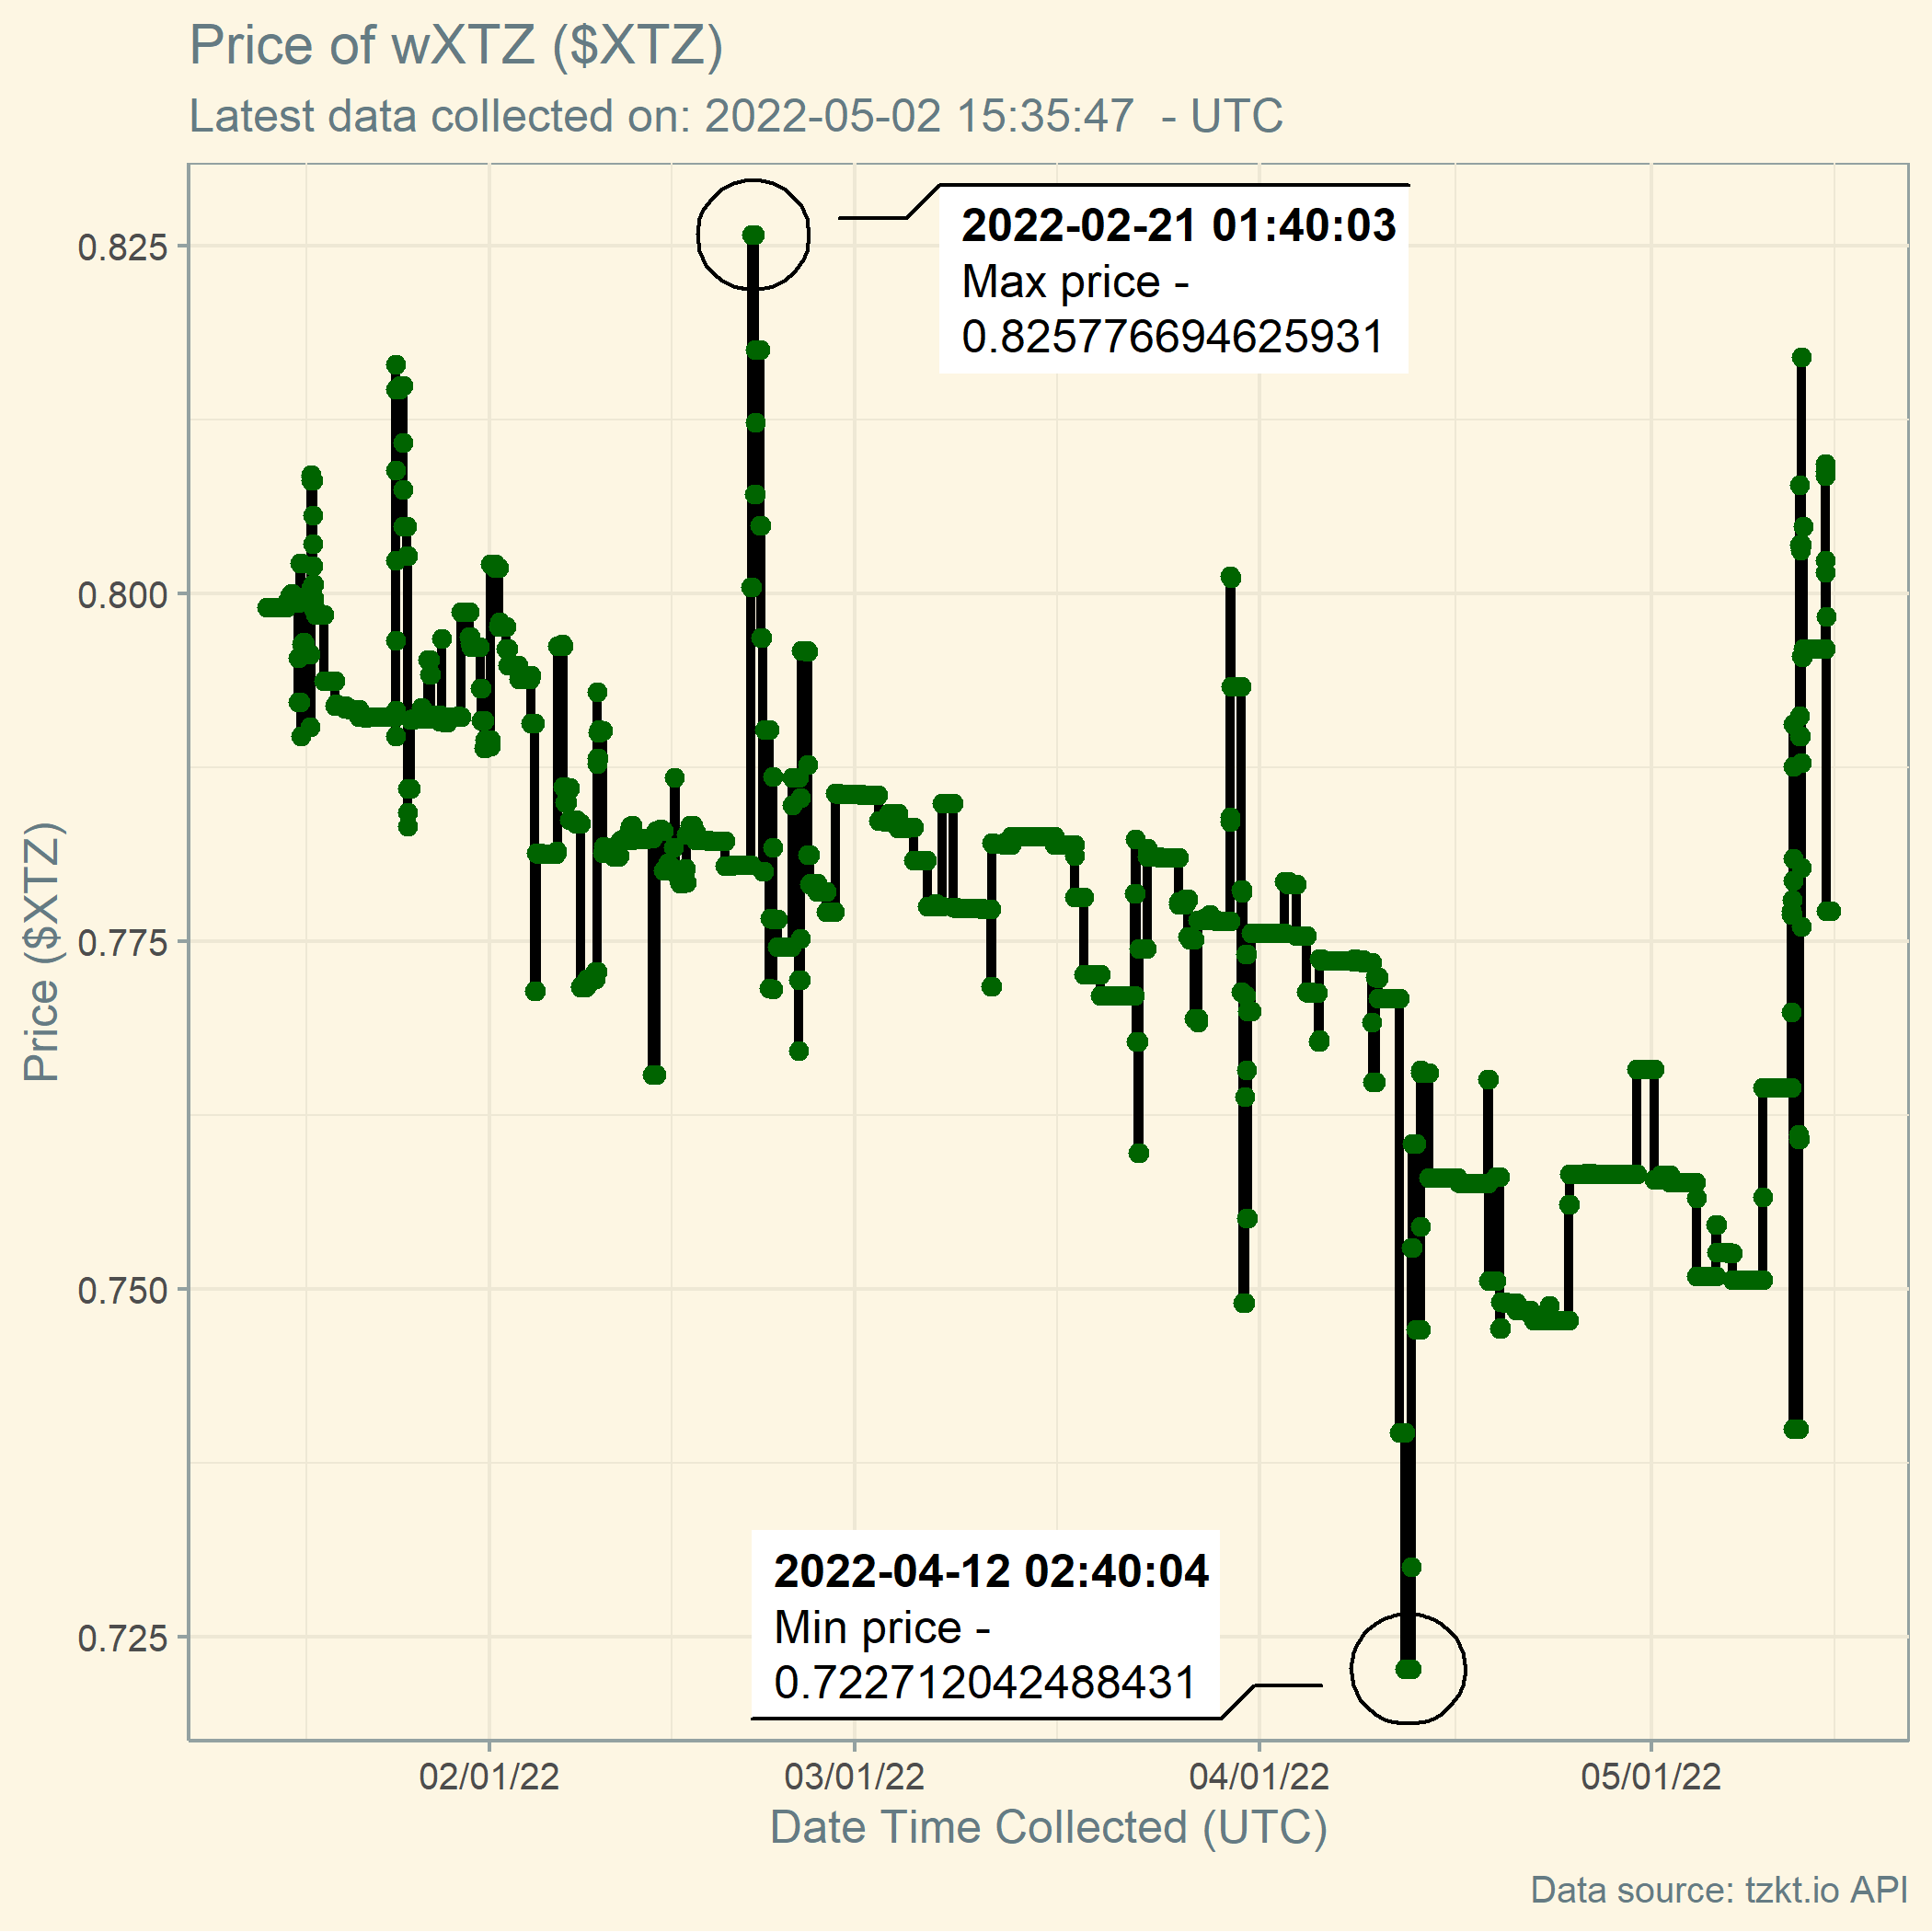 Price of wXTZ ($XTZ)
Latest data collected on: 2022-05-02 15:35:47  - UTC
2022-02-21 01:40:03
Max price -
0.825776694625931
0.825
0.800
0.775
0.750
0.725
Price ($XTZ)
2022-04-12 02:40:04
Min price -
0.722712042488431
02/01/22
03/01/22
04/01/22
05/01/22
Date Time Collected (UTC)
Data source: tzkt.io API